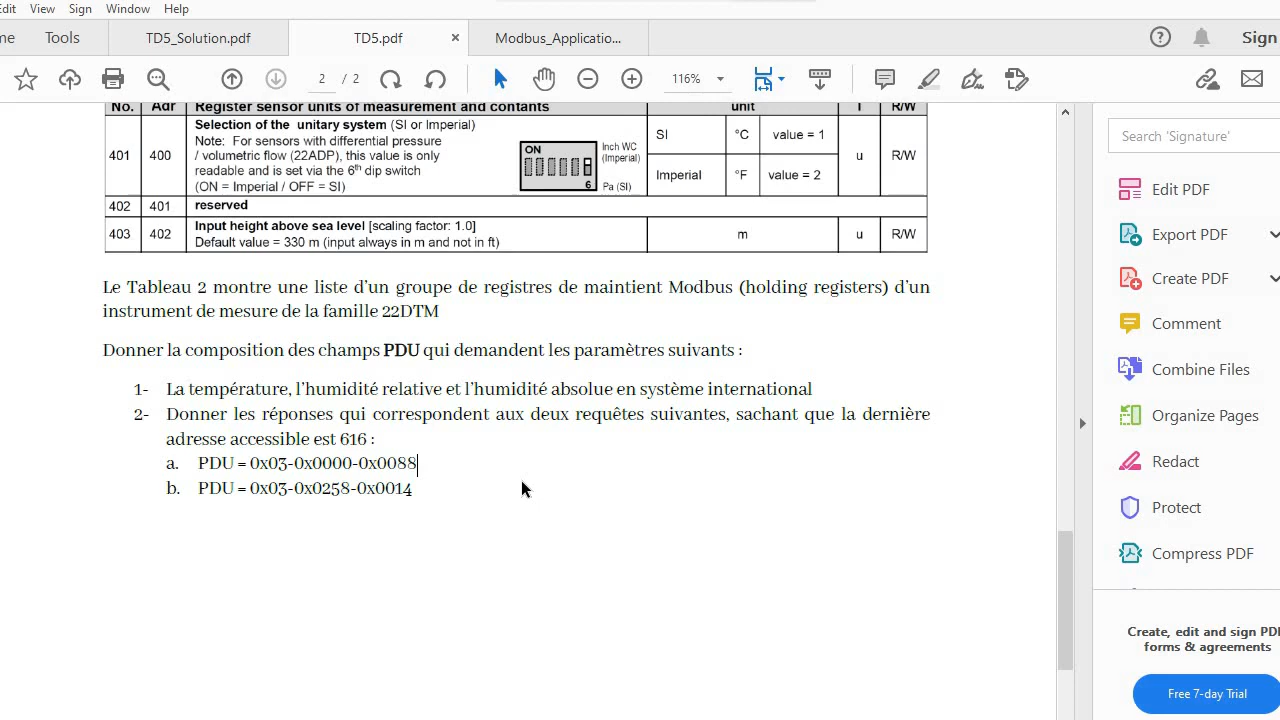 Edit View Sign Window Help
me Tools TD5_Solution.pdf TD5.pdf × Modbus_Applicatio... Sign
2 / 2 116%
No. Adr Register sensor units of measurement and contants unit T R/W
401 400 Selection of the unitary system (SI or Imperial)
Note: For sensors with differential pressure
/ volumetric flow (22ADP), this value is only
readable and is set via the 6th dip switch
(ON = Imperial / OFF = SI)
ON
6
Inch WC
(Imperial)
Pa (SI)
SI °C value = 1
Imperial °F value = 2
u R/W
402 401 reserved
403 402 Input height above sea level [scaling factor: 1.0]
Default value = 330 m (input always in m and not in ft)
m u R/W
Le Tableau 2 montre une liste d'un groupe de registres de maintient Modbus (holding registers) d'un
instrument de mesure de la famille 22DTM
Donner la composition des champs PDU qui demandent les paramètres suivants :
1- La température, l'humidité relative et l'humidité absolue en système international
2- Donner les réponses qui correspondent aux deux requêtes suivantes, sachant que la dernière
adresse accessible est 616 :
a. PDU = 0x03-0x0000-0x0088
b. PDU = 0x03-0x0258-0x0014
Search 'Signature'
Edit PDF
Export PDF
Create PDF
Comment
Combine Files
Organize Pages
Redact
Protect
Compress PDF
Create, edit and sign PD
forms & agreements
Free 7-day Trial